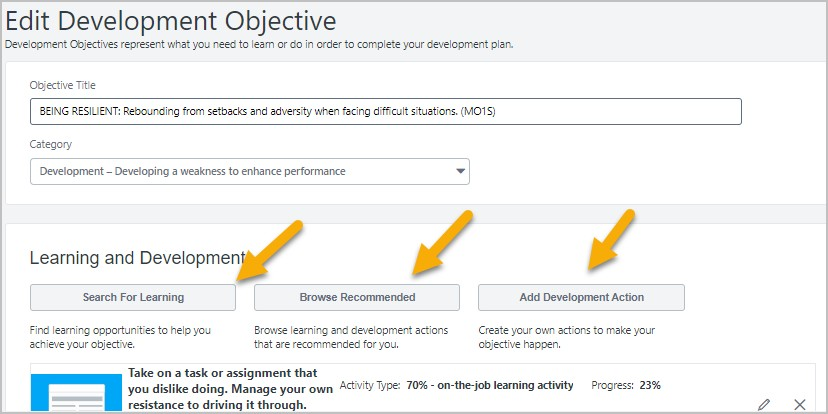 Edit Development Objective
Development Objectives represent what you need to learn or do in order to complete your development plan.
Objective Title
BEING RESILIENT: Rebounding from setbacks and adversity when facing difficult situations. (MO1S)
Category
Development – Developing a weakness to enhance performance
Learning and Development
Search For Learning
Browse Recommended
Add Development Action
Find learning opportunities to help you
achieve your objective.
Browse learning and development actions
that are recommended for you.
Create your own actions to make your
objective happen.
Take on a task or assignment that
you dislike doing. Manage your own
resistance to driving it through.
Activity Type: 70% - on-the-job learning activity
Progress: 23%